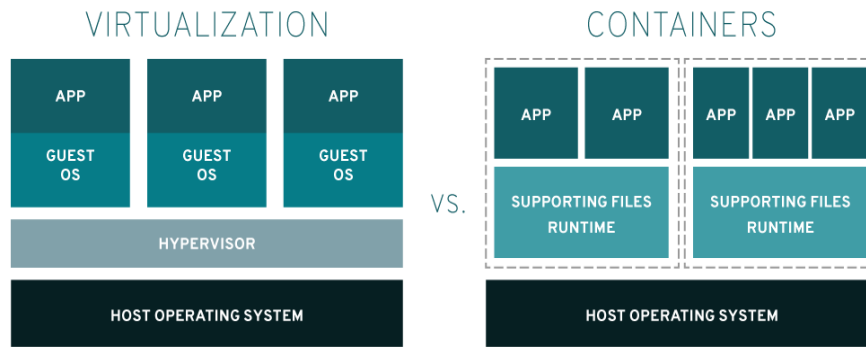 VIRTUALIZATION
APP
APP
APP
GUEST
OS
GUEST
OS
GUEST
OS
HYPERVISOR
HOST OPERATING SYSTEM
VS.
CONTAINERS
APP
APP
APP
APP
APP
SUPPORTING FILES
RUNTIME
SUPPORTING FILES
RUNTIME
HOST OPERATING SYSTEM